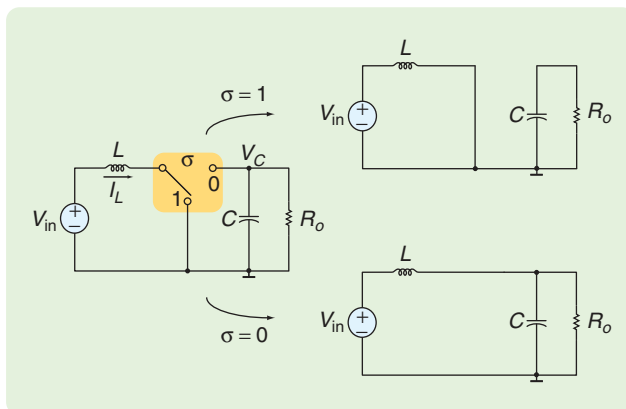 L
σ = 1
V_in
C
R_o
L
σ
V_C
I_L
1
0
V_in
C
R_o
σ = 0
L
V_in
C
R_o